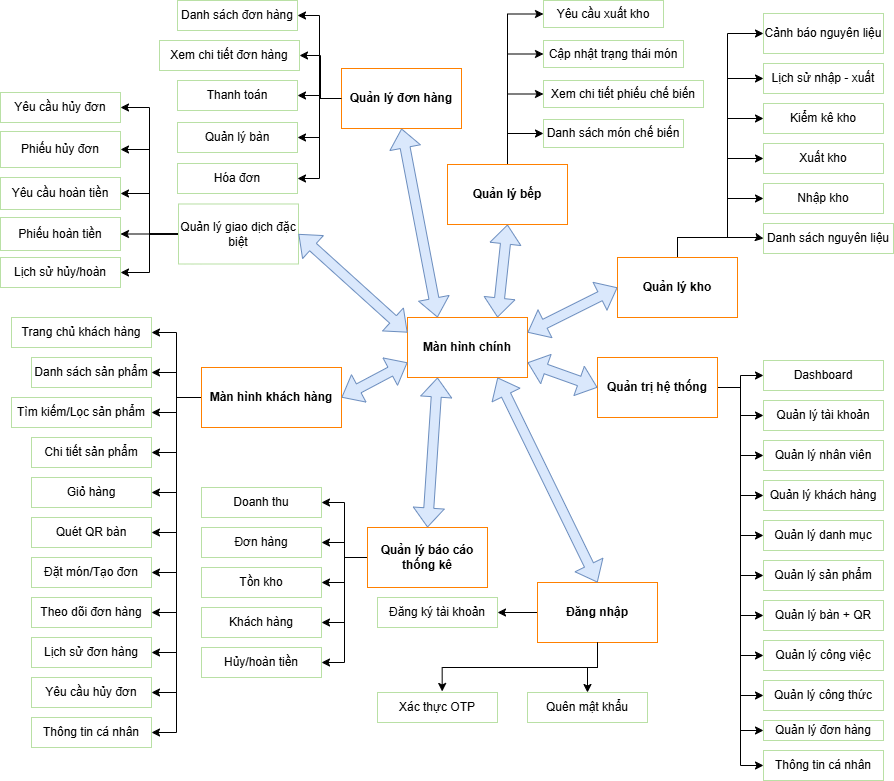 Danh sách đơn hàng
Xem chi tiết đơn hàng
Thanh toán
Quản lý bán
Hóa đơn
Quản lý giao dịch đặc
biệt
Quản lý đơn hàng
Yêu cầu hủy đơn
Phiếu hủy đơn
Yêu cầu hoàn tiền
Phiếu hoàn tiền
Lịch sử hủy/hoàn
Yêu cầu xuất kho
Cập nhật trạng thái món
Xem chi tiết phiếu chế biến
Danh sách món chế biến
Quản lý bếp
Cảnh báo nguyên liệu
Lịch sử nhập - xuất
Kiểm kê kho
Xuất kho
Nhập kho
Danh sách nguyên liệu
Quản lý kho
Màn hình chính
Màn hình khách hàng
Trang chủ khách hàng
Danh sách sản phẩm
Tìm kiếm/Lọc sản phẩm
Chi tiết sản phẩm
Giỏ hàng
Quét QR bàn
Đặt món/Tạo đơn
Theo dõi đơn hàng
Lịch sử đơn hàng
Yêu cầu hủy đơn
Thông tin cá nhân
Quản lý báo cáo
thống kê
Doanh thu
Đơn hàng
Tồn kho
Khách hàng
Hủy/hoàn tiền
Đăng nhập
Đăng ký tài khoản
Xác thực OTP
Quên mật khẩu
Quản trị hệ thống
Dashboard
Quản lý tài khoản
Quản lý nhân viên
Quản lý khách hàng
Quản lý danh mục
Quản lý sản phẩm
Quản lý bàn + QR
Quản lý công việc
Quản lý công thức
Quản lý đơn hàng
Thông tin cá nhân